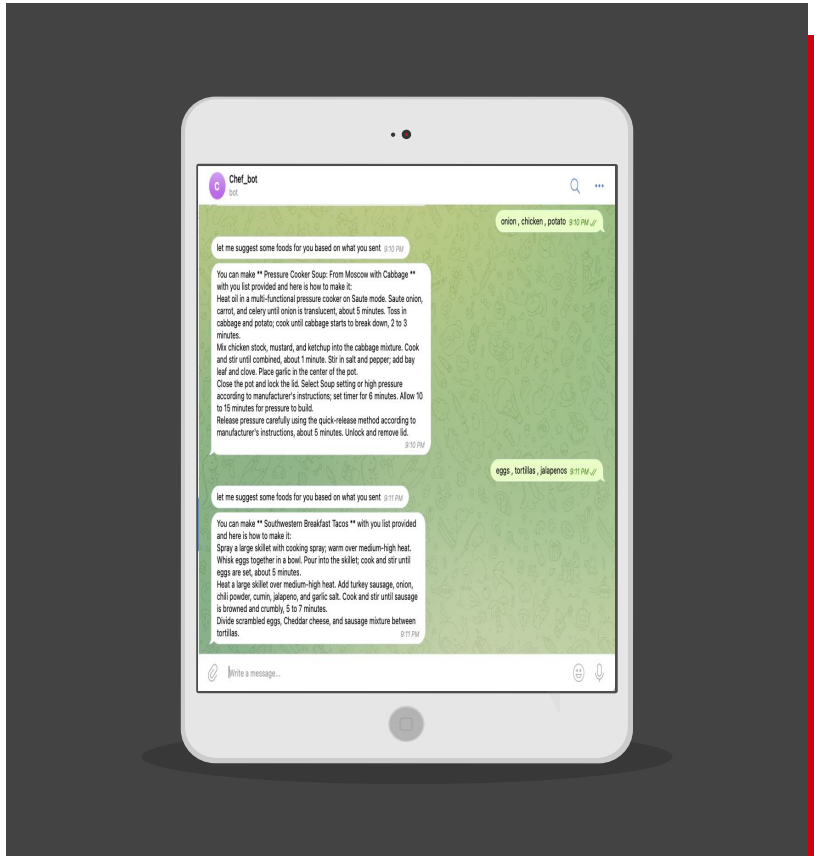 C
Chef_bot
bot
onion , chicken , potato 9:10 PM
let me suggest some foods for you based on what you sent 9:10 PM
You can make ** Pressure Cooker Soup: From Moscow with Cabbage **
with you list provided and here is how to make it:
Heat oil in a multi-functional pressure cooker on Saute mode. Saute onion,
carrot, and celery until onion is translucent, about 5 minutes. Toss in
cabbage and potato; cook until cabbage starts to break down, 2 to 3
minutes.
Mix chicken stock, mustard, and ketchup into the cabbage mixture. Cook
and stir until combined, about 1 minute. Stir in salt and pepper; add bay
leaf and clove. Place garlic in the center of the pot.
Close the pot and lock the lid. Select Soup setting or high pressure
according to manufacturer's instructions; set timer for 6 minutes. Allow 10
to 15 minutes for pressure to build.
Release pressure carefully using the quick-release method according to
manufacturer's instructions, about 5 minutes. Unlock and remove lid.
9:10 PM
eggs , tortillas , jalapenos 9:11 PM
let me suggest some foods for you based on what you sent 9:11 PM
You can make ** Southwestern Breakfast Tacos ** with you list provided
and here is how to make it:
Spray a large skillet with cooking spray; warm over medium-high heat.
Whisk eggs together in a bowl. Pour into the skillet; cook and stir until
eggs are set, about 5 minutes.
Heat a large skillet over medium-high heat. Add turkey sausage, onion,
chili powder, cumin, jalapeno, and garlic salt. Cook and stir until sausage
is browned and crumbly, 5 to 7 minutes.
Divide scrambled eggs, Cheddar cheese, and sausage mixture between
tortillas. 9:11 PM
Write a message...